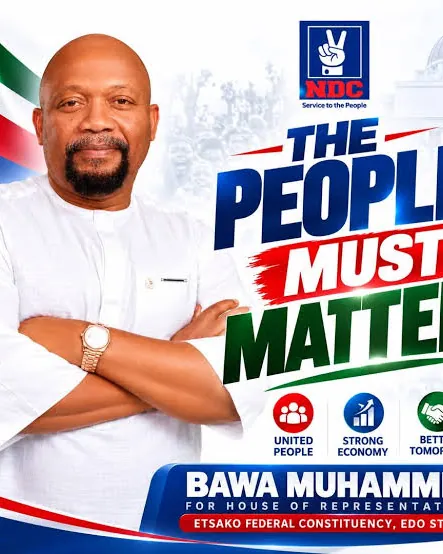 NDC
Service to the People
THE
PEOPLE
MUST
MATTE
UNITED
PEOPLE
STRONG
ECONOMY
BETT
TOMOR
BAWA MUHAMM
FOR HOUSE OF REPRESENTAT
ETSAKO FEDERAL CONSTITUENCY, EDO ST